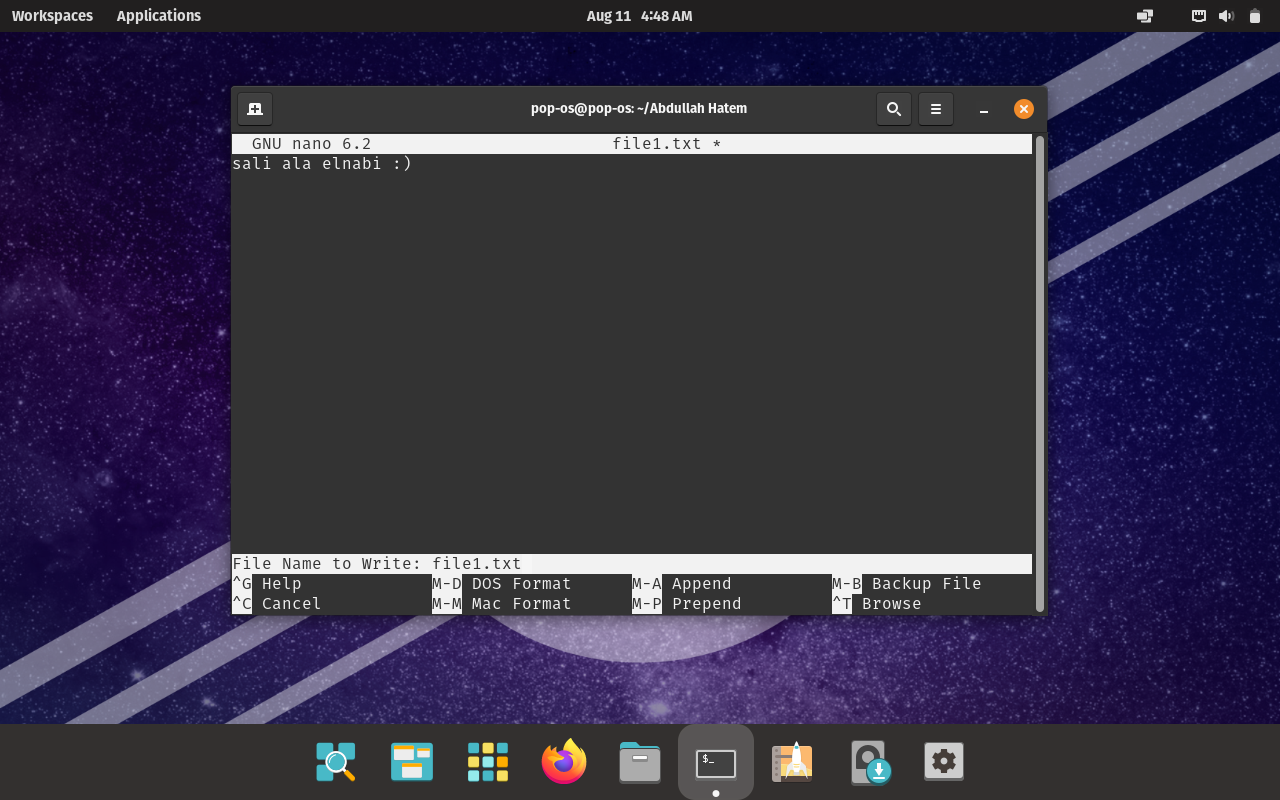 Workspaces Applications Aug 11 4:48 AM
pop-os@pop-os: ~/Abdullah Hatem
GNU nano 6.2 file1.txt *
sali ala elnabi :)
File Name to Write: file1.txt
^G Help M-D DOS Format M-A Append M-B Backup File
^C Cancel M-M Mac Format M-P Prepend ^T Browse
$_